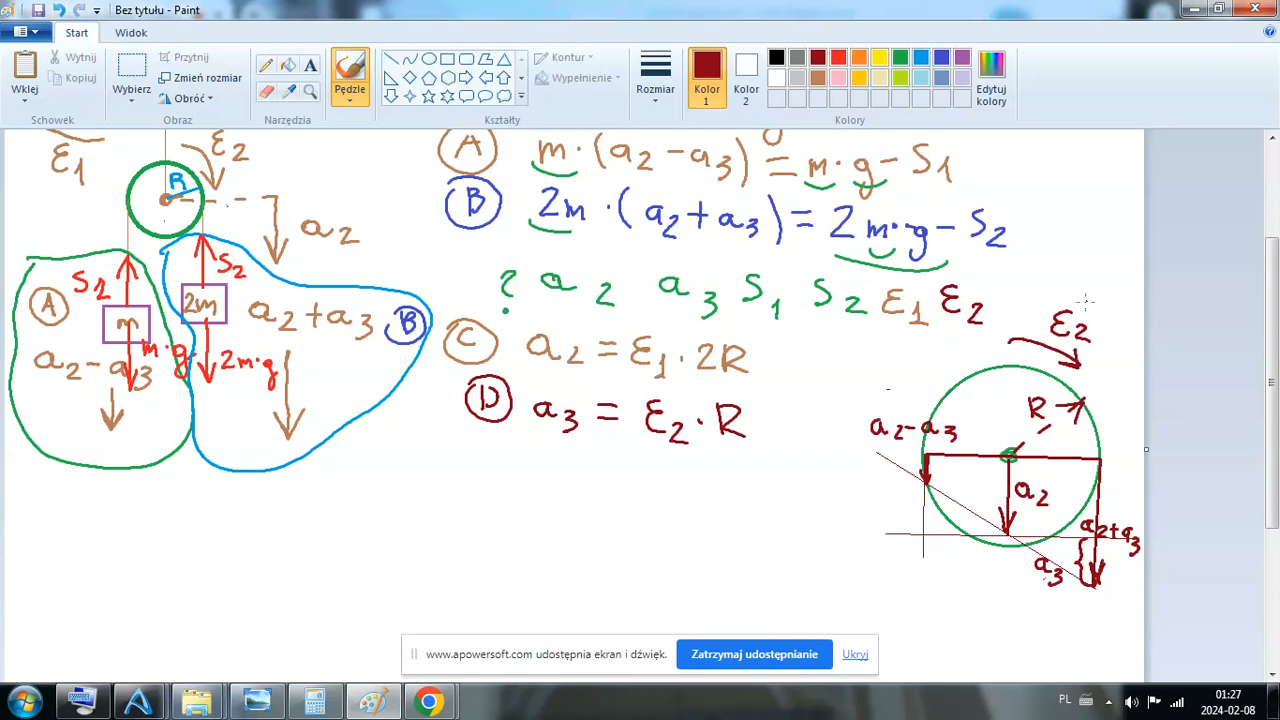 Bez tytułu - Paint
Start Widok
Wklej
Wytnij
Kopiuj
Schowek
Wybierz
Przytnij
Zmień rozmiar
Obróć
Obraz
Narzędzia
Pędzle
Kontur
Wypełnienie
Kształty
Rozmiar
Kolor 1
Kolor 2
Edytuj kolory
Kolory
ε1
ε2
R
a2
S1
S2
A
m
2m
a2+a3
B
a2-a3
m·g
2m·g
A m·(a2-a3)=m·g-S1
B 2m·(a2+a3)=2m·g-S2
? a2 a3 S1 S2 ε1 ε2
C a2=ε1·2R
D a3=ε2·R
ε2
R
a2-a3
a2
a2+a3
a3
www.apowersoft.com udostępnia ekran i dźwięk.
Zatrzymaj udostępnianie
Ukryj
PL
01:27
2024-02-08